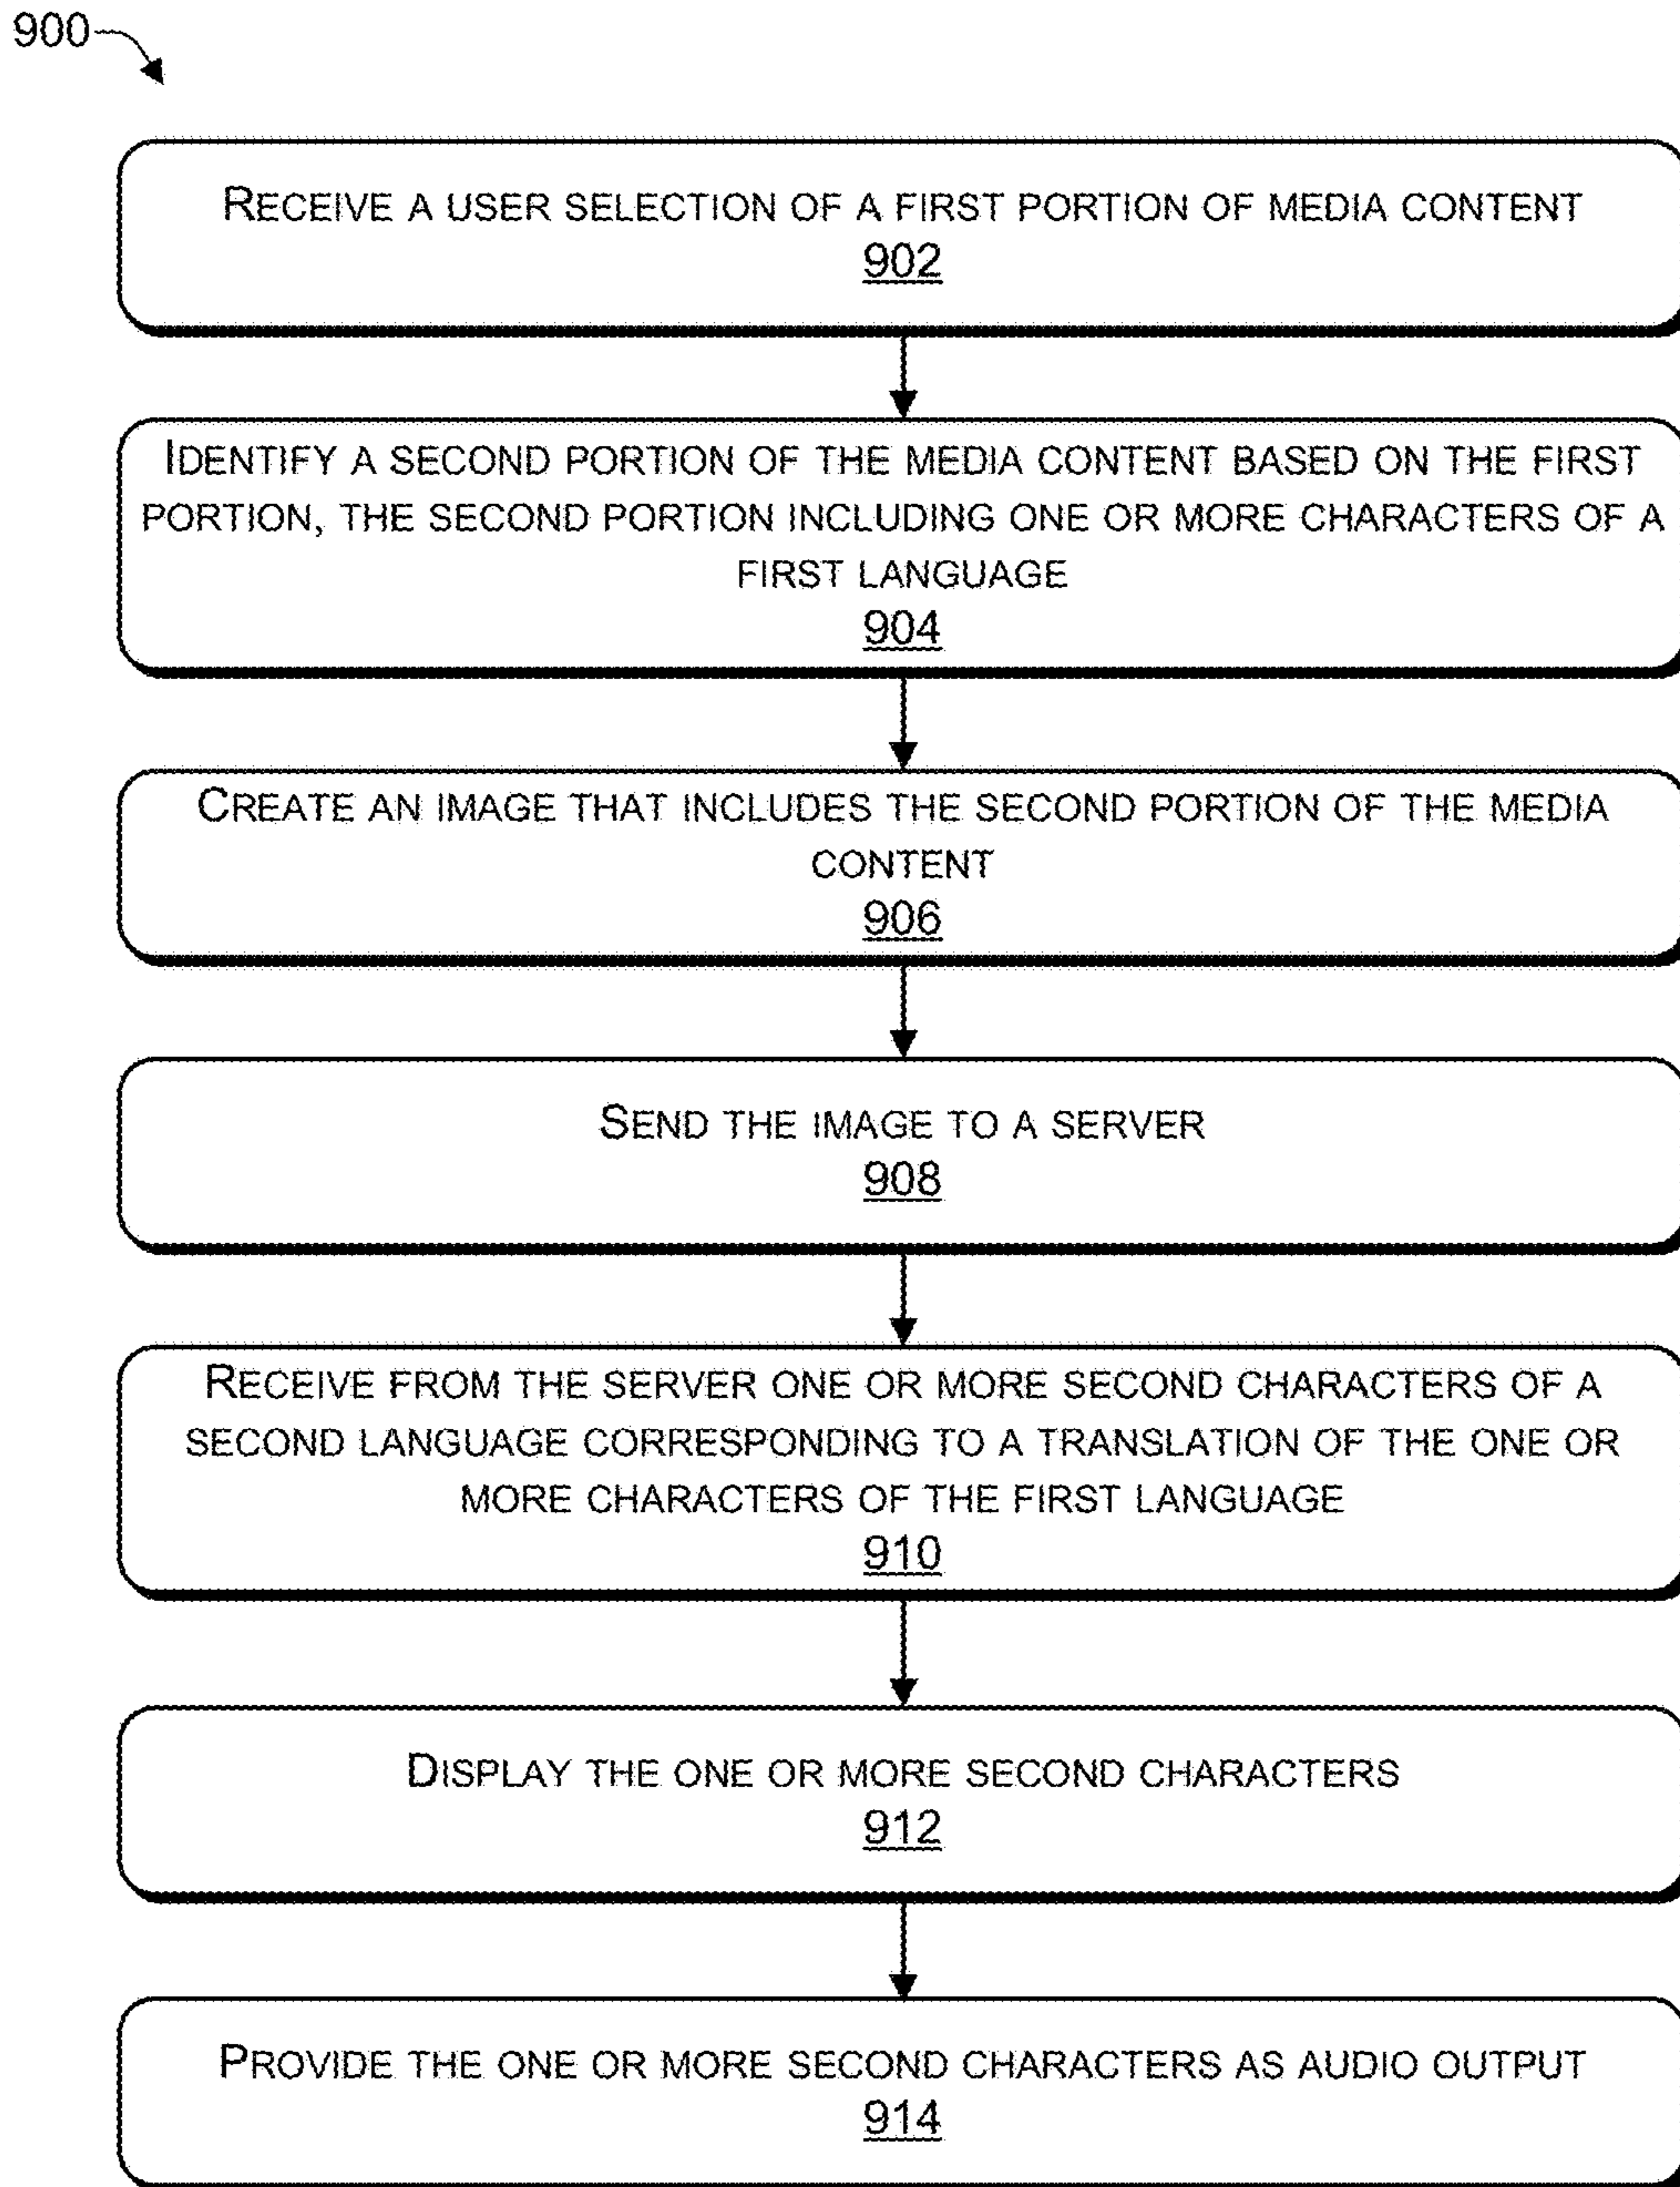 900
RECEIVE A USER SELECTION OF A FIRST PORTION OF MEDIA CONTENT
902
IDENTIFY A SECOND PORTION OF THE MEDIA CONTENT BASED ON THE FIRST
PORTION, THE SECOND PORTION INCLUDING ONE OR MORE CHARACTERS OF A
FIRST LANGUAGE
904
CREATE AN IMAGE THAT INCLUDES THE SECOND PORTION OF THE MEDIA
CONTENT
906
SEND THE IMAGE TO A SERVER
908
RECEIVE FROM THE SERVER ONE OR MORE SECOND CHARACTERS OF A
SECOND LANGUAGE CORRESPONDING TO A TRANSLATION OF THE ONE OR
MORE CHARACTERS OF THE FIRST LANGUAGE
910
DISPLAY THE ONE OR MORE SECOND CHARACTERS
912
PROVIDE THE ONE OR MORE SECOND CHARACTERS AS AUDIO OUTPUT
914